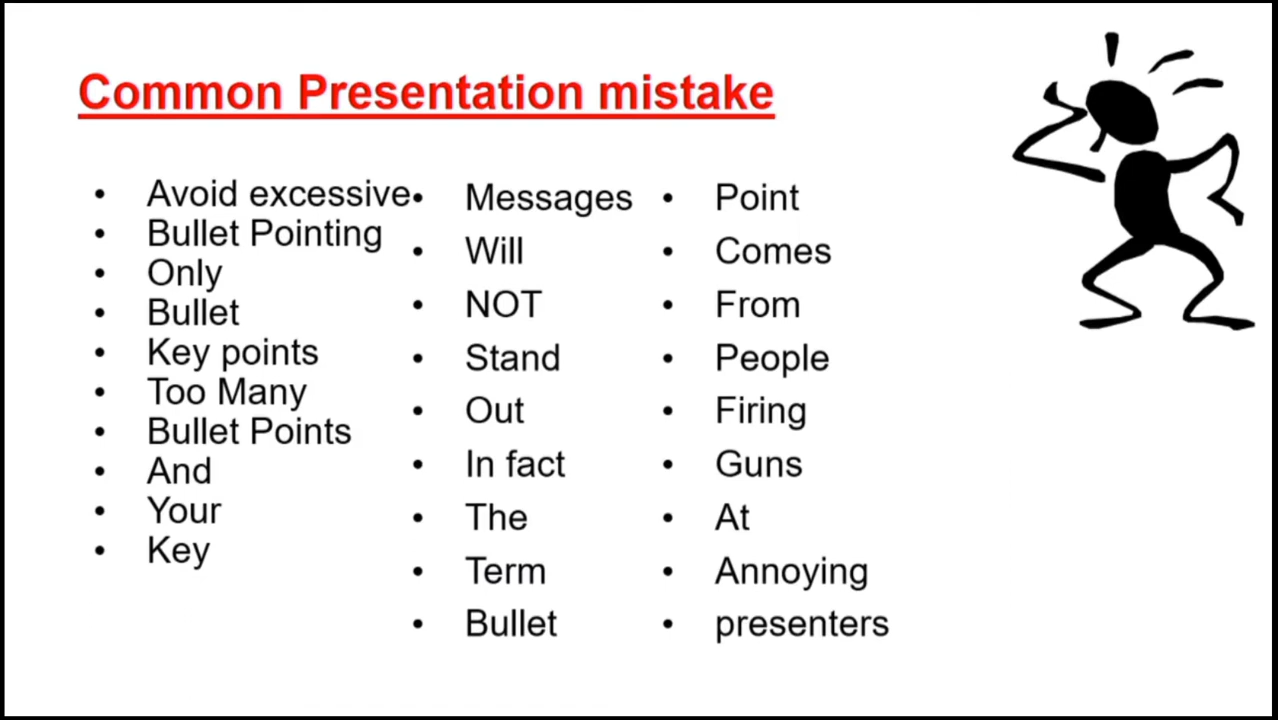 Common Presentation mistake
• Avoid excessive
• Bullet Pointing
• Only
• Bullet
• Key points
• Too Many
• Bullet Points
• And
• Your
• Key
• Messages
• Will
• NOT
• Stand
• Out
• In fact
• The
• Term
• Bullet
• Point
• Comes
• From
• People
• Firing
• Guns
• At
• Annoying
• presenters